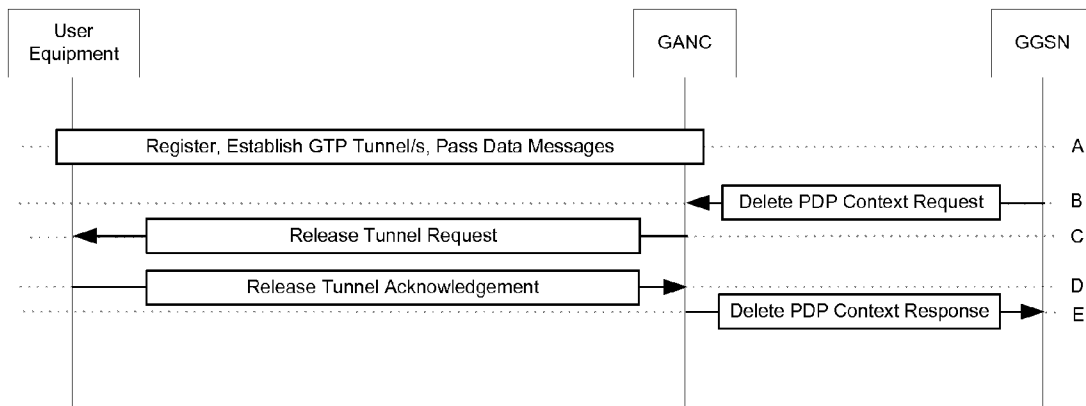 User
Equipment
GANC
GGSN
Register, Establish GTP Tunnel/s, Pass Data Messages
A
Delete PDP Context Request
B
Release Tunnel Request
C
Release Tunnel Acknowledgement
D
Delete PDP Context Response
E